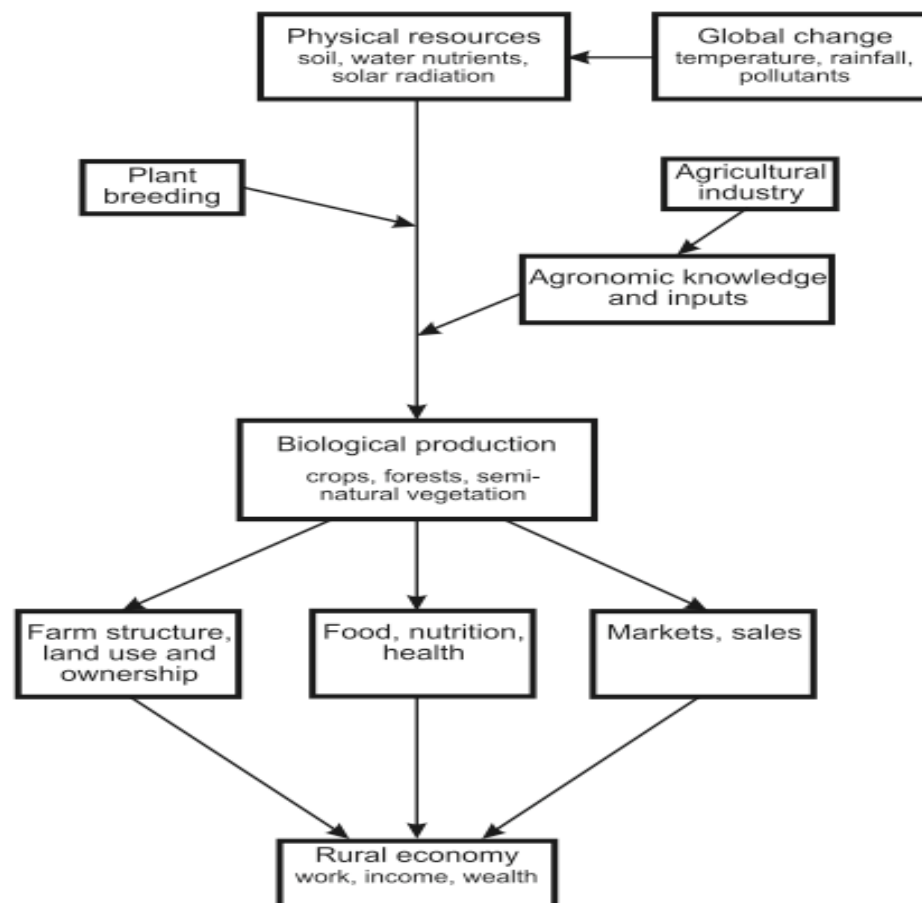 Physical resources
soil, water nutrients,
solar radiation
Global change
temperature, rainfall,
pollutants
Plant
breeding
Agricultural
industry
Agronomic knowledge
and inputs
Biological production
crops, forests, semi-
natural vegetation
Farm structure,
land use and
ownership
Food, nutrition,
health
Markets, sales
Rural economy
work, income, wealth